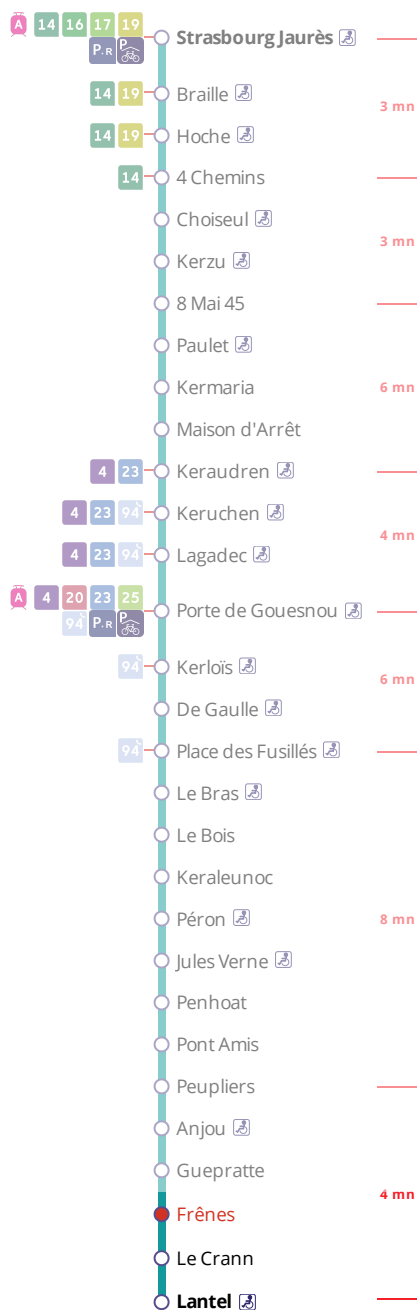 A 14 16 17 19
P+R P
Strasbourg Jaurès
14 19 Braille
3 mn
14 19 Hoche
14 4 Chemins
Choiseul
3 mn
Kerzu
8 Mai 45
Paulet
Kermaria
6 mn
Maison d'Arrêt
4 23 Keraudren
4 23 94 Keruchen
4 mn
4 23 94 Lagadec
A 4 20 23 25
94 P+R P
Porte de Gouesnou
94 Kerloïs
6 mn
De Gaulle
94 Place des Fusillés
Le Bras
Le Bois
Keraleunoc
Péron
8 mn
Jules Verne
Penhoat
Pont Amis
Peupliers
Anjou
Guepratte
4 mn
Frênes
Le Crann
Lantel